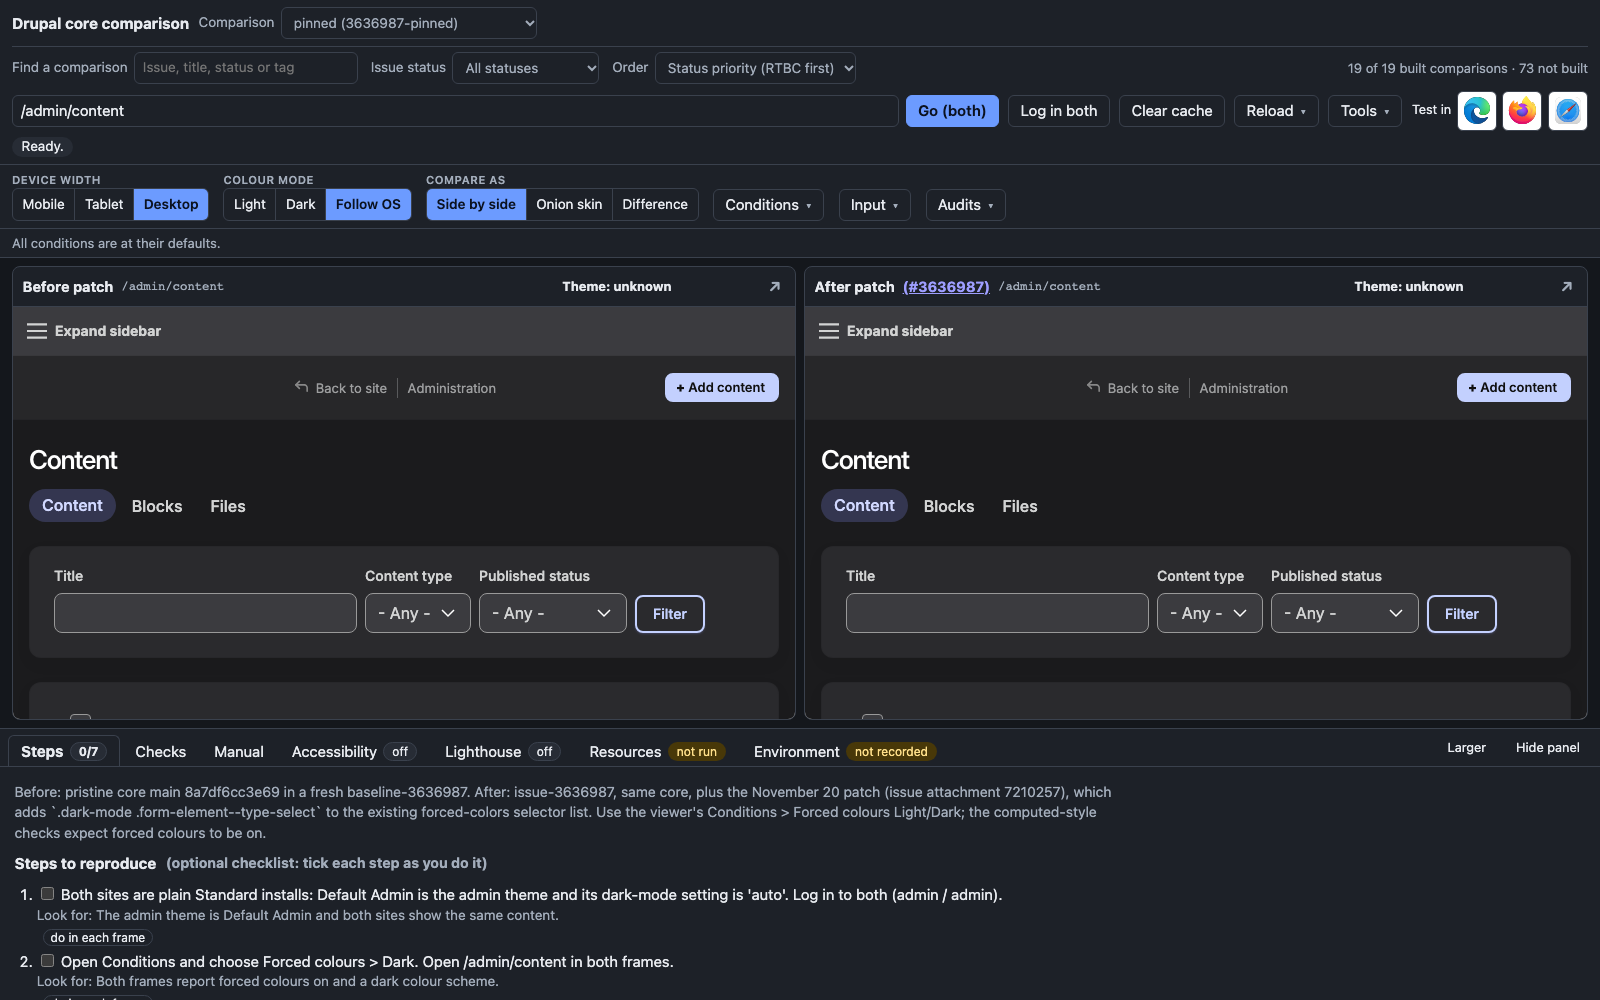 Drupal core comparison Comparison pinned (3636987-pinned)
Find a comparison Issue, title, status or tag Issue status All statuses Order Status priority (RTBC first) 19 of 19 built comparisons · 73 not built
/admin/content Go (both) Log in both Clear cache Reload Tools Test in
Ready.
DEVICE WIDTH COLOUR MODE COMPARE AS
Mobile Tablet Desktop Light Dark Follow OS Side by side Onion skin Difference Conditions Input Audits
All conditions are at their defaults.
Before patch /admin/content Theme: unknown
Expand sidebar
Back to site Administration + Add content
Content
Content Blocks Files
Title Content type Published status
- Any - - Any - Filter
After patch (#3636987) /admin/content Theme: unknown
Expand sidebar
Back to site Administration + Add content
Content
Content Blocks Files
Title Content type Published status
- Any - - Any - Filter
Steps 0/7 Checks Manual Accessibility off Lighthouse off Resources not run Environment not recorded Larger Hide panel
Before: pristine core main 8a7df6cc3e69 in a fresh baseline-3636987. After: issue-3636987, same core, plus the November 20 patch (issue attachment 7210257), which
adds `.dark-mode .form-element--type-select` to the existing forced-colors selector list. Use the viewer's Conditions > Forced colours Light/Dark; the computed-style
checks expect forced colours to be on.
Steps to reproduce (optional checklist: tick each step as you do it)
1. Both sites are plain Standard installs: Default Admin is the admin theme and its dark-mode setting is 'auto'. Log in to both (admin / admin).
Look for: The admin theme is Default Admin and both sites show the same content.
do in each frame
2. Open Conditions and choose Forced colours > Dark. Open /admin/content in both frames.
Look for: Both frames report forced colours on and a dark colour scheme.